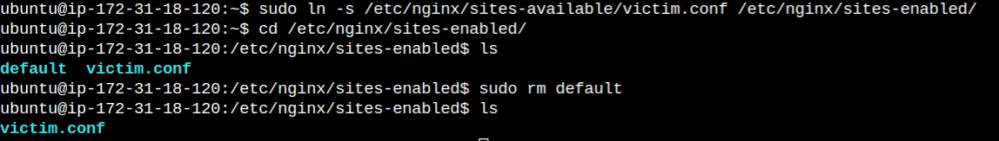 ubuntu@ip-172-31-18-120:~$ sudo ln -s /etc/nginx/sites-available/victim.conf /etc/nginx/sites-enabled/
ubuntu@ip-172-31-18-120:~$ cd /etc/nginx/sites-enabled/
ubuntu@ip-172-31-18-120:/etc/nginx/sites-enabled$ ls
default  victim.conf
ubuntu@ip-172-31-18-120:/etc/nginx/sites-enabled$ sudo rm default
ubuntu@ip-172-31-18-120:/etc/nginx/sites-enabled$ ls
victim.conf